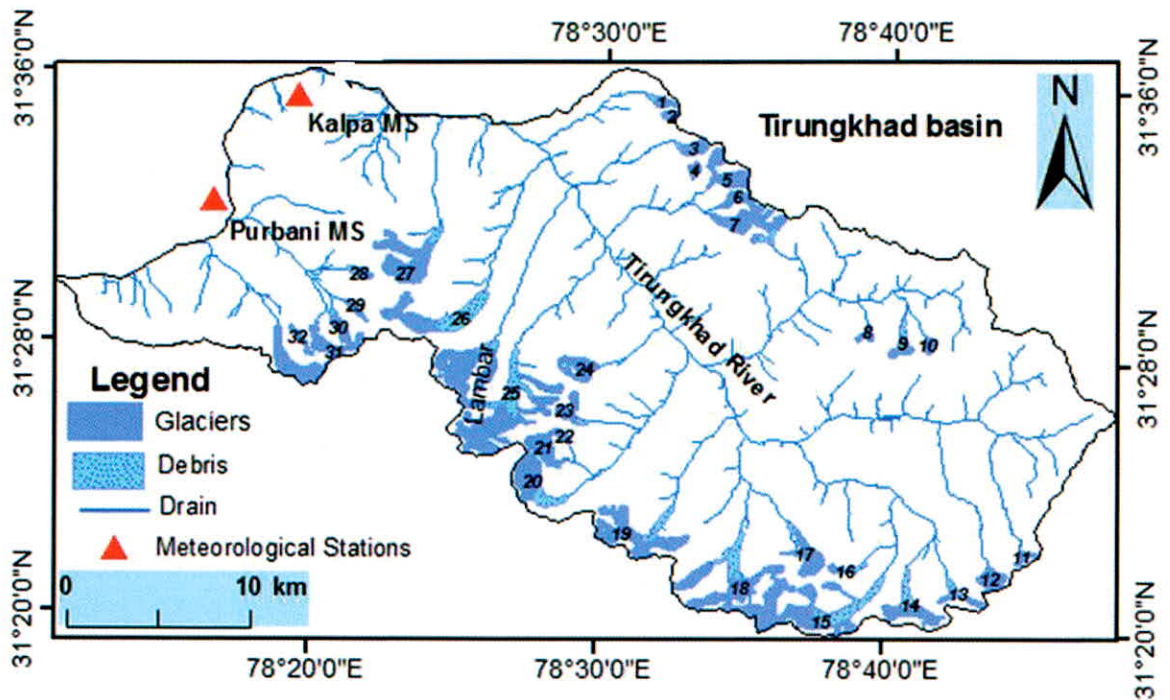 78°30'0"E
78°40'0"E
31°36'0"N
31°36'0"N
N
Tirungkhad basin
Kalpa MS
Purbani MS
Tirungkhad River
Lambar
1
2
3
4
5
6
7
8
9
10
11
12
13
14
15
16
17
18
19
20
21
22
23
24
25
26
27
28
29
30
31
32
31°28'0"N
31°28'0"N
Legend
Glaciers
Debris
Drain
Meteorological Stations
0 10 km
31°20'0"N
31°20'0"N
78°20'0"E
78°30'0"E
78°40'0"E